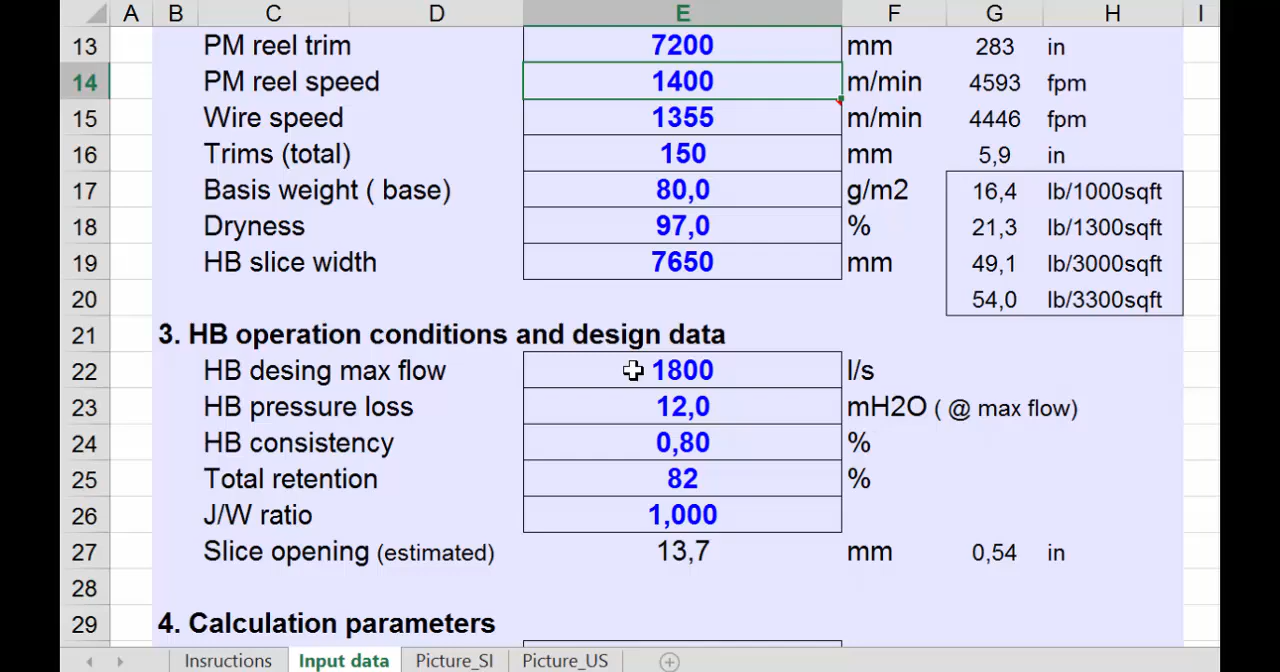 A B C D E F G H I
13 PM reel trim 7200 mm 283 in
14 PM reel speed 1400 m/min 4593 fpm
15 Wire speed 1355 m/min 4446 fpm
16 Trims (total) 150 mm 5,9 in
17 Basis weight ( base) 80,0 g/m2 16,4 lb/1000sqft
18 Dryness 97,0 % 21,3 lb/1300sqft
19 HB slice width 7650 mm 49,1 lb/3000sqft
20 54,0 lb/3300sqft
21 3. HB operation conditions and design data
22 HB desing max flow 1800 l/s
23 HB pressure loss 12,0 mH2O ( @ max flow)
24 HB consistency 0,80 %
25 Total retention 82 %
26 J/W ratio 1,000
27 Slice opening (estimated) 13,7 mm 0,54 in
28
29 4. Calculation parameters
Insructions Input data Picture_SI Picture_US